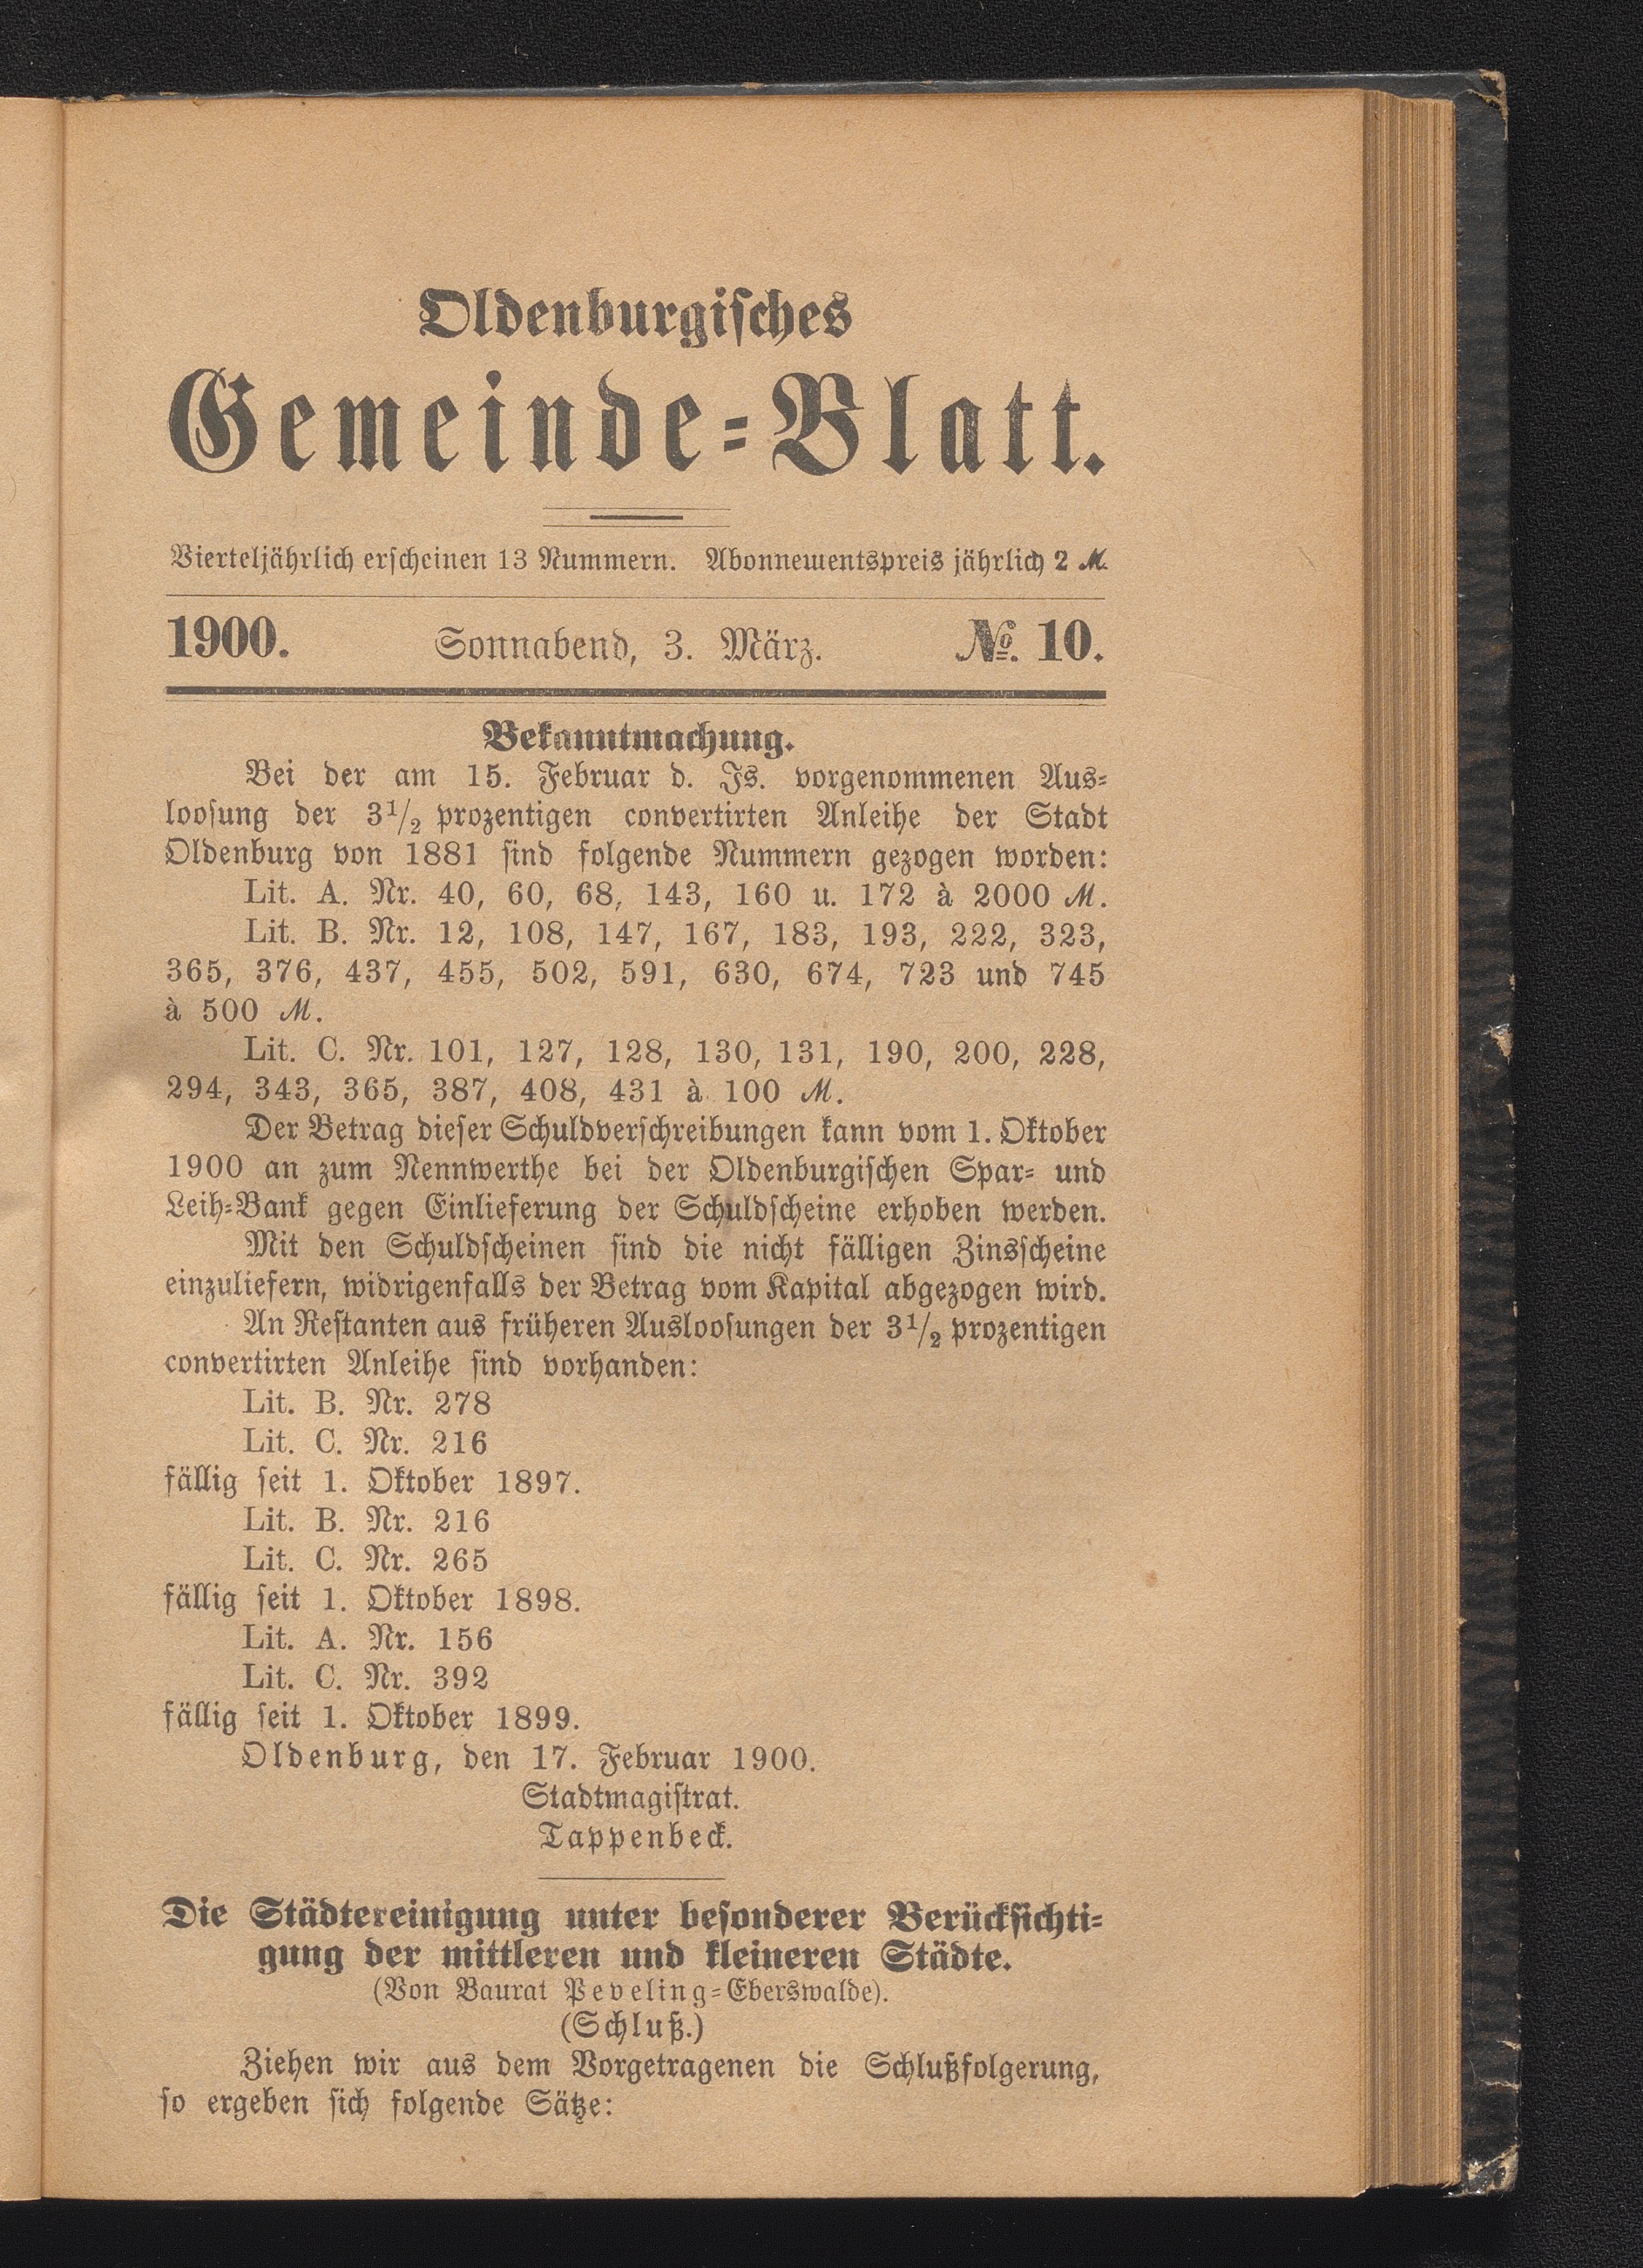 Oldenburgisches
Gemeinde-Blatt.
Vierteljährlich erscheinen 13 Nummern. Abonnementspreis jährlich 2 ℳ.
1900. Sonnabend, 3. März. №. 10.
Bekanntmachung.
Bei der am 15. Februar d. Js. vorgenommenen Aus-
loosung der 3¹/₂ prozentigen convertirten Anleihe der Stadt
Oldenburg von 1881 sind folgende Nummern gezogen worden:
Lit. A. Nr. 40, 60, 68, 143, 160 u. 172 à 2000 ℳ.
Lit. B. Nr. 12, 108, 147, 167, 183, 193, 222, 323,
365, 376, 437, 455, 502, 591, 630, 674, 723 und 745
à 500 ℳ.
Lit. C. Nr. 101, 127, 128, 130, 131, 190, 200, 228,
294, 343, 365, 387, 408, 431 à 100 ℳ.
Der Betrag dieser Schuldverschreibungen kann vom 1. Oktober
1900 an zum Nennwerthe bei der Oldenburgischen Spar- und
Leih-Bank gegen Einlieferung der Schuldscheine erhoben werden.
Mit den Schuldscheinen sind die nicht fälligen Zinsscheine
einzuliefern, widrigenfalls der Betrag vom Kapital abgezogen wird.
An Restanten aus früheren Ausloosungen der 3¹/₂ prozentigen
convertirten Anleihe sind vorhanden:
Lit. B. Nr. 278
Lit. C. Nr. 216
fällig seit 1. Oktober 1897.
Lit. B. Nr. 216
Lit. C. Nr. 265
fällig seit 1. Oktober 1898.
Lit. A. Nr. 156
Lit. C. Nr. 392
fällig seit 1. Oktober 1899.
Oldenburg, den 17. Februar 1900.
Stadtmagistrat.
Tappenbeck.
Die Städtereinigung unter besonderer Berücksichti-
gung der mittleren und kleineren Städte.
(Von Baurat Peveling-Eberswalde).
(Schluß.)
Ziehen wir aus dem Vorgetragenen die Schlußfolgerung,
so ergeben sich folgende Sätze: